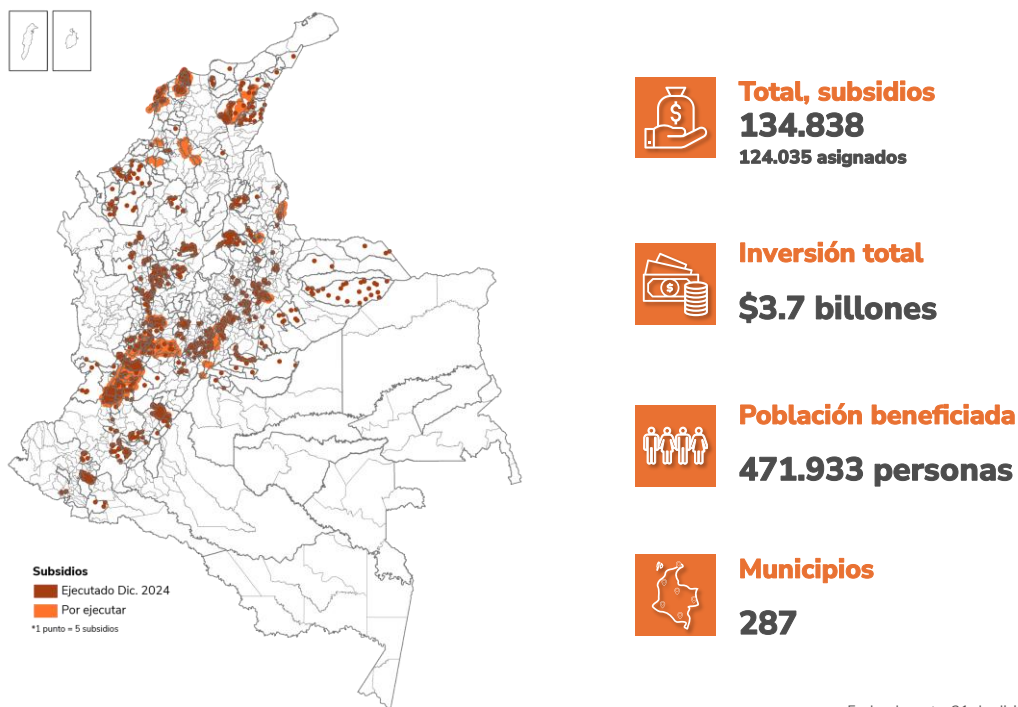 Total, subsidios
134.838
124.035 asignados
Inversión total
$3.7 billones
Población beneficiada
471.933 personas
Municipios
287
Subsidios
Ejecutado Dic. 2024
Por ejecutar
*1 punto = 5 subsidios